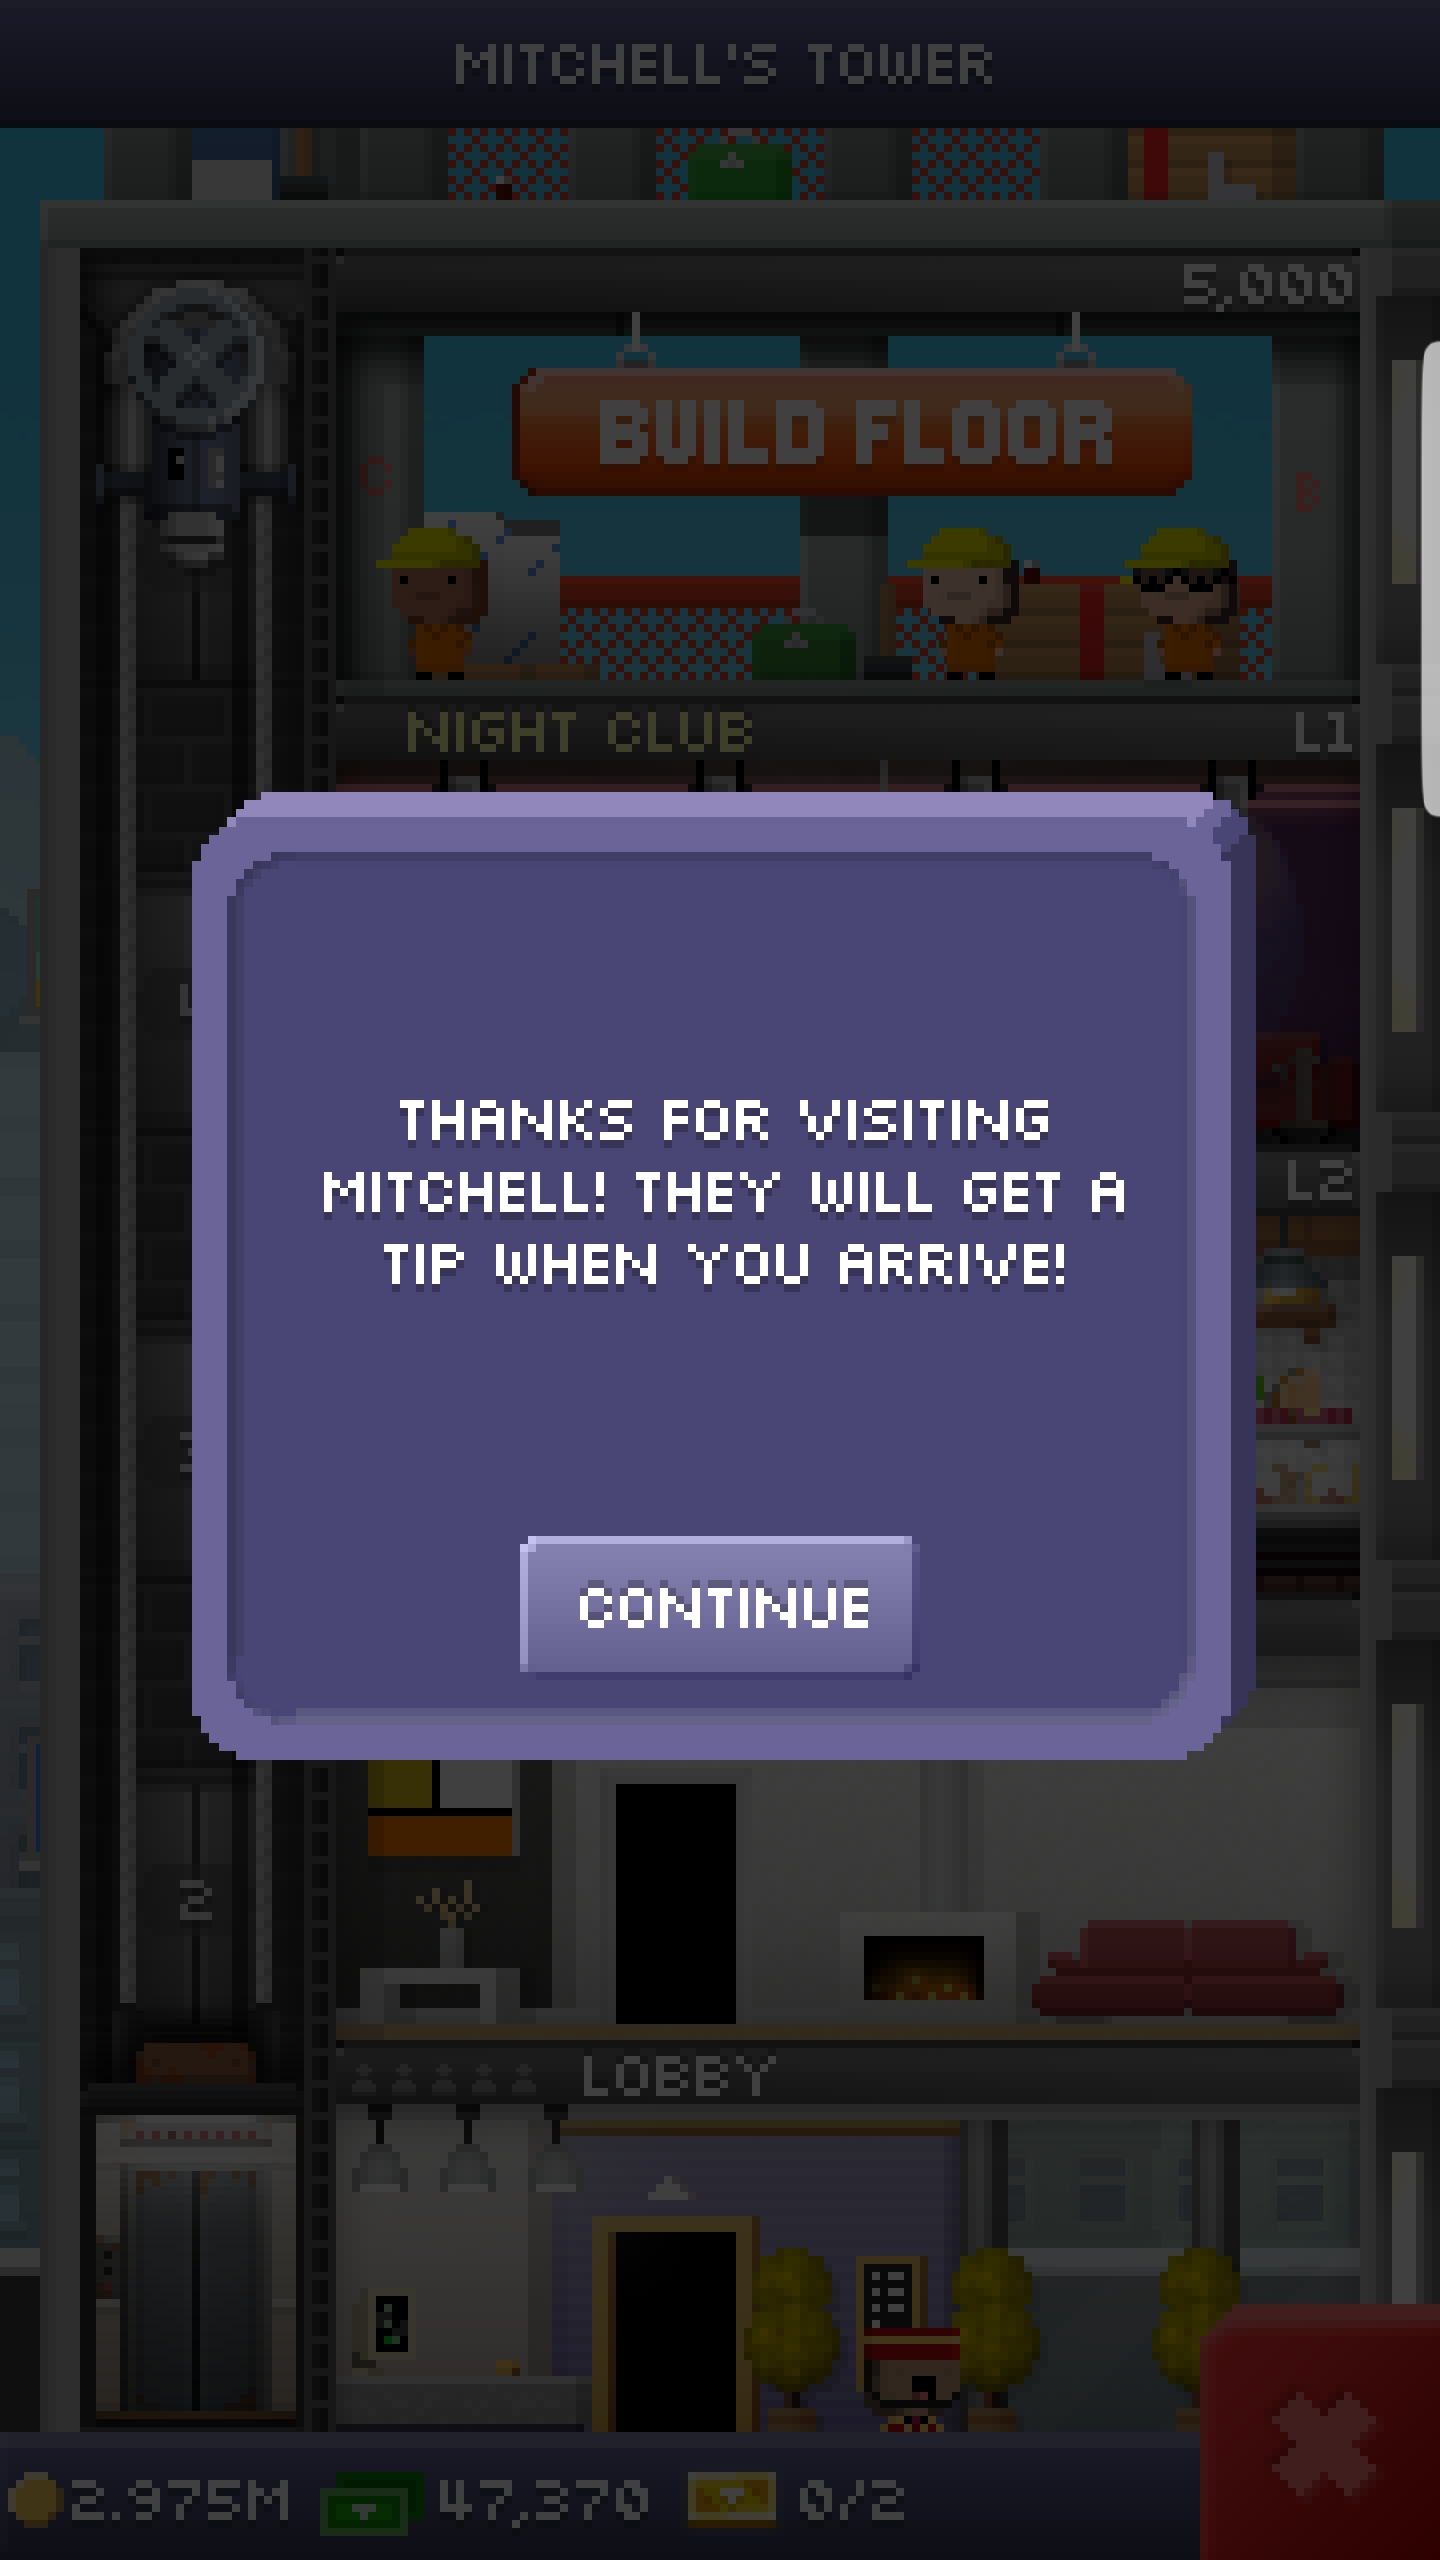 MITCHELL'S TOWER
5,000
BUILD FLOOR
C
B
NIGHT CLUB
L1
THANKS FOR VISITING
MITCHELL! THEY WILL GET A
TIP WHEN YOU ARRIVE!
L2
CONTINUE
2
LOBBY
2.975M
47,370
0/2